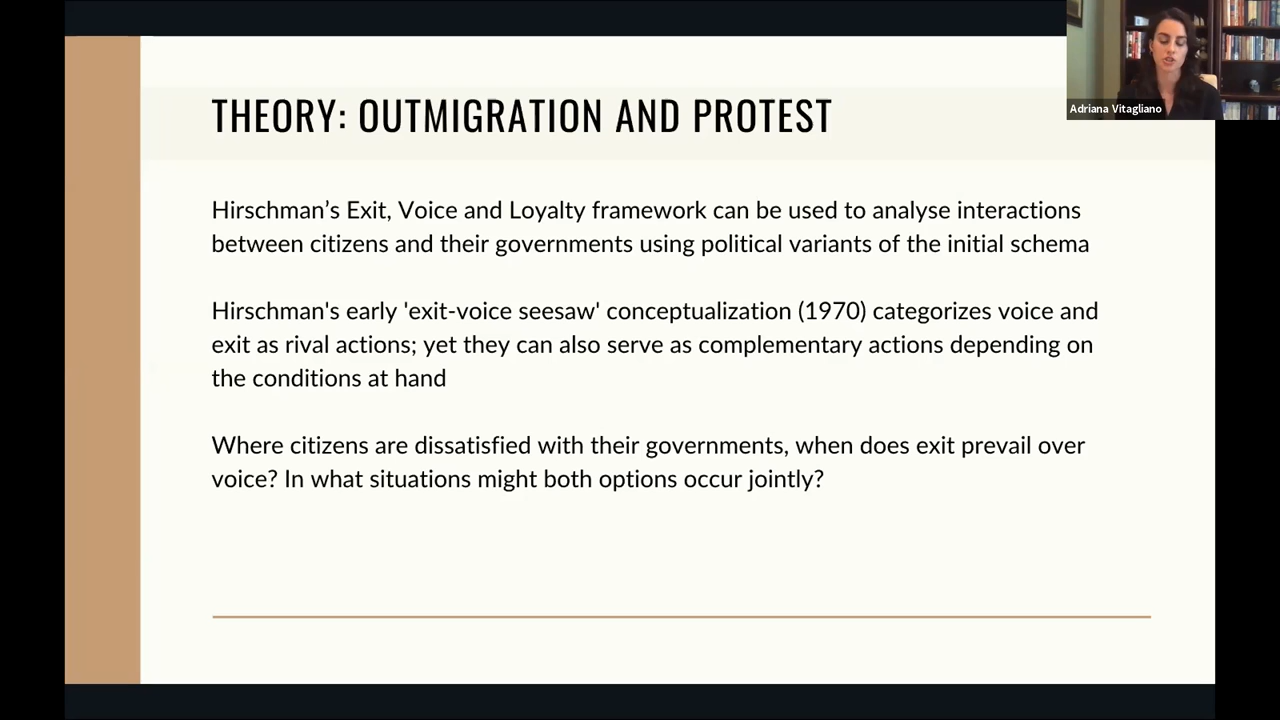 THEORY: OUTMIGRATION AND PROTEST
Adriana Vitagliano
Hirschman’s Exit, Voice and Loyalty framework can be used to analyse interactions
between citizens and their governments using political variants of the initial schema
Hirschman's early 'exit-voice seesaw' conceptualization (1970) categorizes voice and
exit as rival actions; yet they can also serve as complementary actions depending on
the conditions at hand
Where citizens are dissatisfied with their governments, when does exit prevail over
voice? In what situations might both options occur jointly?